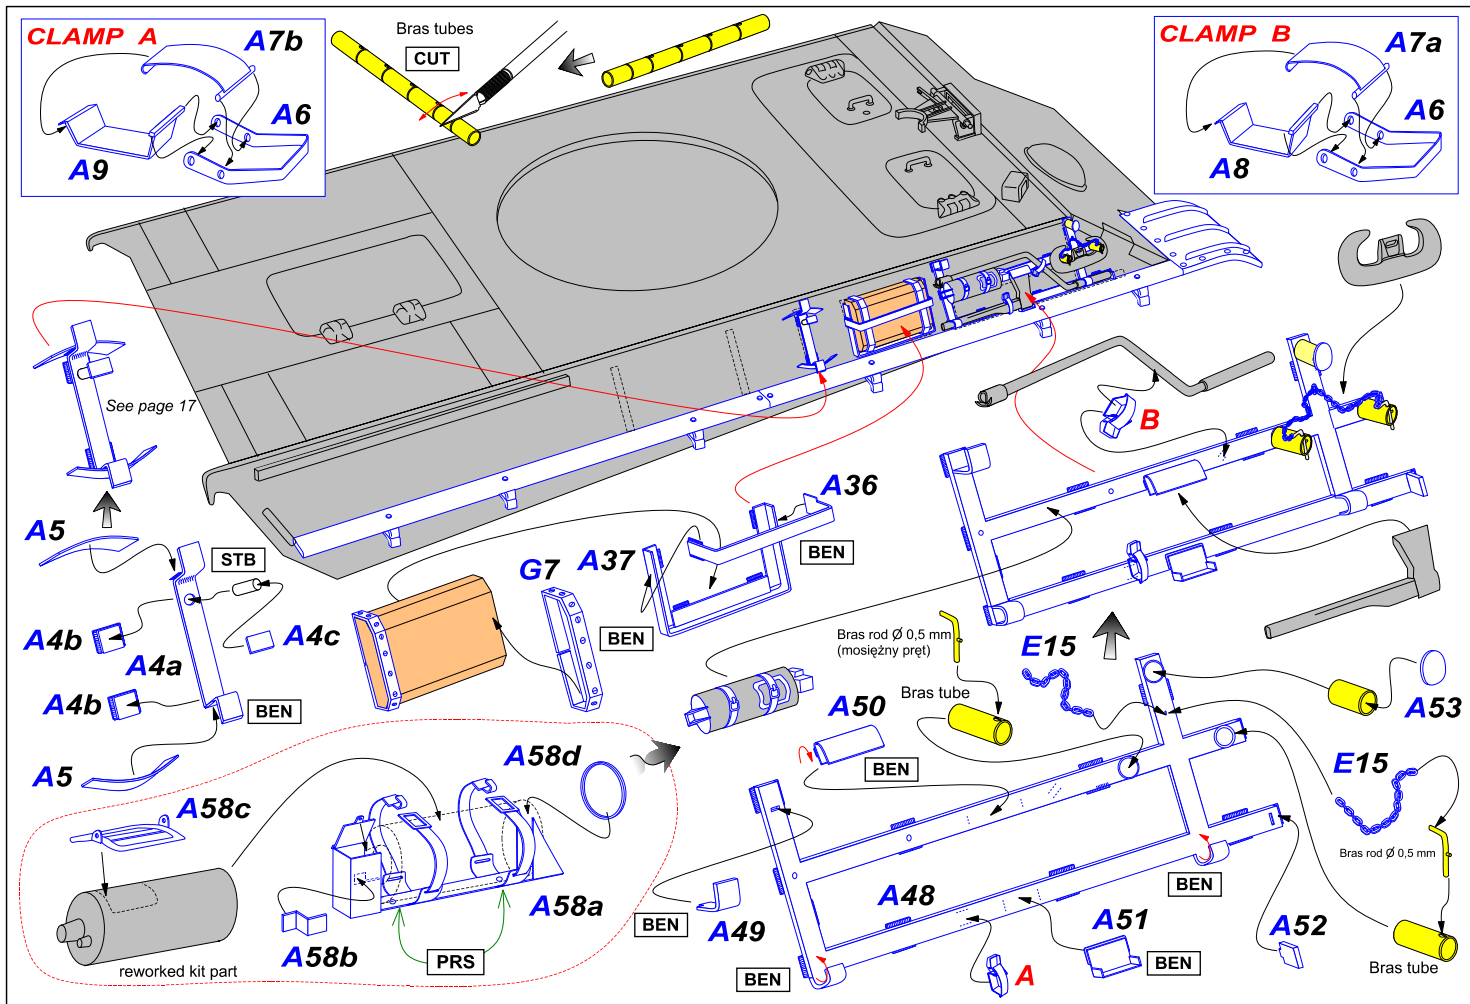 CLAMP A
A7b
A6
A9
Bras tubes
CUT
CLAMP B
A7a
A6
A8
See page 17
B
A5
STB
A4b
A4a
A4c
A4b
BEN
A5
G7
A37
A36
BEN
BEN
Bras rod Ø 0,5 mm
(mosiężny pręt)
Bras tube
E15
A50
BEN
A53
E15
Bras rod Ø 0,5 mm
A58d
A58c
A58a
A58b
PRS
reworked kit part
BEN
A49
A48
BEN
A51
BEN
A52
Bras tube
BEN
A